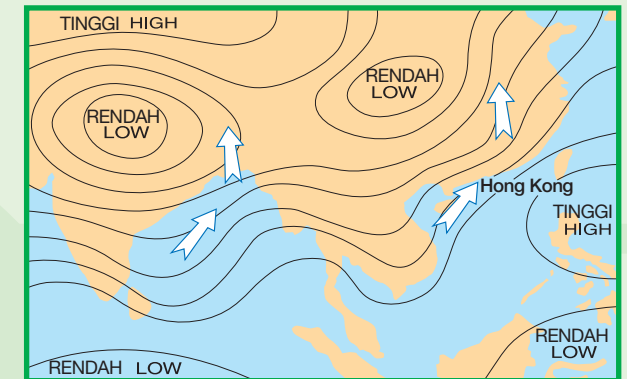 TINGGI HIGH
RENDAH
LOW
RENDAH
LOW
Hong Kong
TINGGI
HIGH
RENDAH
LOW
RENDAH LOW